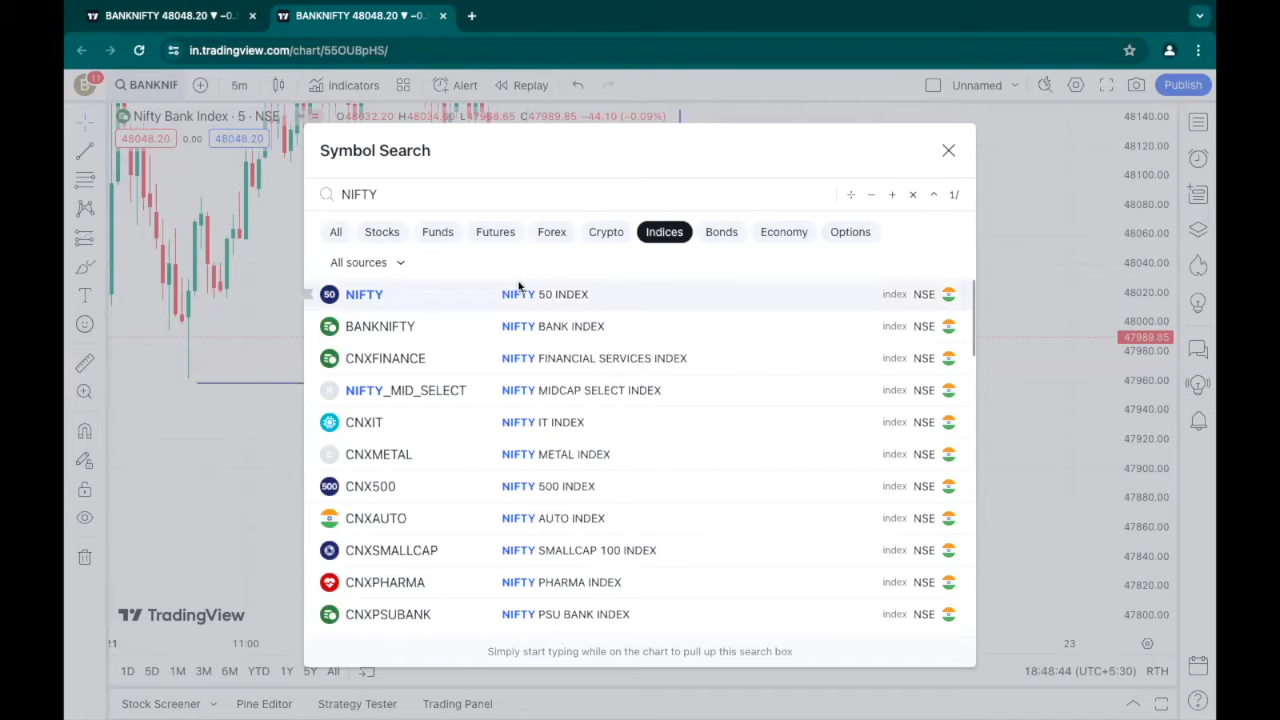 BANKNIFTY 48048.20 ▼ −0.
BANKNIFTY 48048.20 ▼ −0.
in.tradingview.com/chart/55OUBpHS/
B 11 BANKNIF 5m Indicators Alert Replay Unnamed Publish
Nifty Bank Index · 5 · NSE
48048.20 0.00 48048.20
Symbol Search
NIFTY ÷ − + × ^ 1/
All Stocks Funds Futures Forex Crypto Indices Bonds Economy Options
All sources
50 NIFTY NIFTY 50 INDEX index NSE
BANKNIFTY NIFTY BANK INDEX index NSE
CNXFINANCE NIFTY FINANCIAL SERVICES INDEX index NSE
N NIFTY_MID_SELECT NIFTY MIDCAP SELECT INDEX index NSE
CNXIT NIFTY IT INDEX index NSE
C CNXMETAL NIFTY METAL INDEX index NSE
500 CNX500 NIFTY 500 INDEX index NSE
CNXAUTO NIFTY AUTO INDEX index NSE
CNXSMALLCAP NIFTY SMALLCAP 100 INDEX index NSE
CNXPHARMA NIFTY PHARMA INDEX index NSE
CNXPSUBANK NIFTY PSU BANK INDEX index NSE
Simply start typing while on the chart to pull up this search box
48140.00
48120.00
48100.00
48080.00
48060.00
48040.00
48020.00
48000.00
47989.85
47980.00
47960.00
47940.00
47920.00
47900.00
47880.00
47860.00
47840.00
47820.00
47800.00
TradingView
21 11:00 23
1D 5D 1M 3M 6M YTD 1Y 5Y All 18:48:44 (UTC+5:30) RTH
Stock Screener Pine Editor Strategy Tester Trading Panel